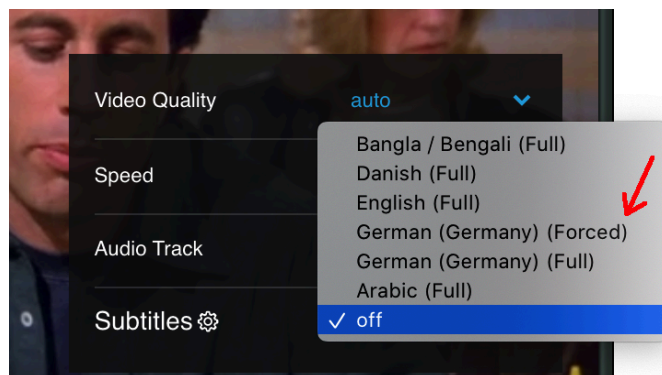 Video Quality auto
Bangla / Bengali (Full)
Speed
Danish (Full)
English (Full)
German (Germany) (Forced)
Audio Track
German (Germany) (Full)
Arabic (Full)
Subtitles
✓ off